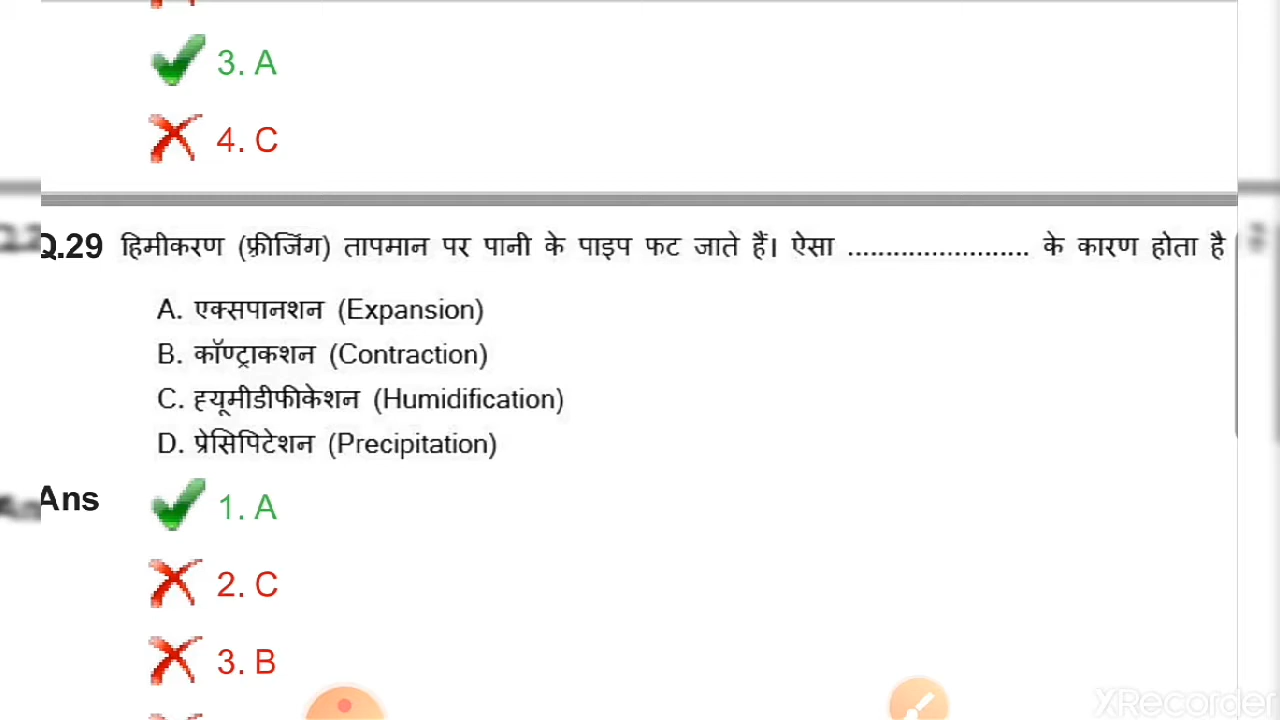 3. A
4. C
Q.29 हिमीकरण (फ़्रीजिंग) तापमान पर पानी के पाइप फट जाते हैं। ऐसा ........................ के कारण होता है
A. एक्सपानशन (Expansion)
B. कॉण्ट्राकशन (Contraction)
C. ह्यूमीडीफीकेशन (Humidification)
D. प्रेसिपिटेशन (Precipitation)
Ans
1. A
2. C
3. B
XRecorder